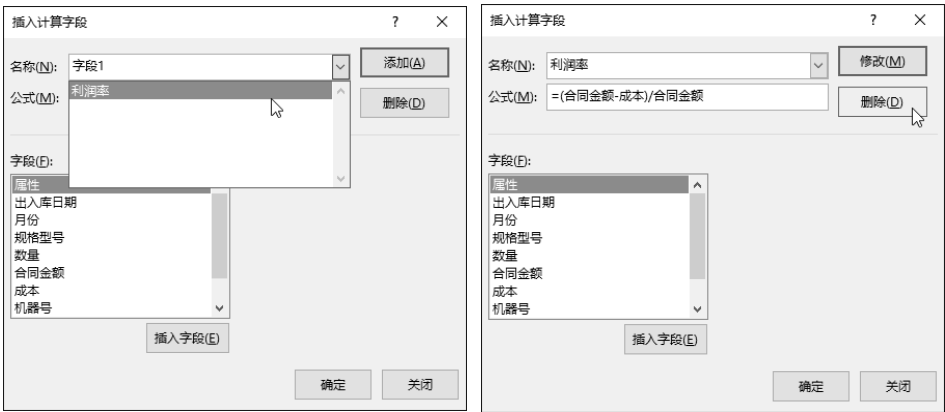 插入计算字段 ? ×
名称(N): 字段1 添加(A)
利润率
公式(M): 删除(D)
字段(F):
属性
出入库日期
月份
规格型号
数量
合同金额
成本
机器号
插入字段(E)
确定 关闭
插入计算字段 ? ×
名称(N): 利润率 修改(M)
公式(M): =(合同金额-成本)/合同金额 删除(D)
字段(F):
属性
出入库日期
月份
规格型号
数量
合同金额
成本
机器号
插入字段(E)
确定 关闭